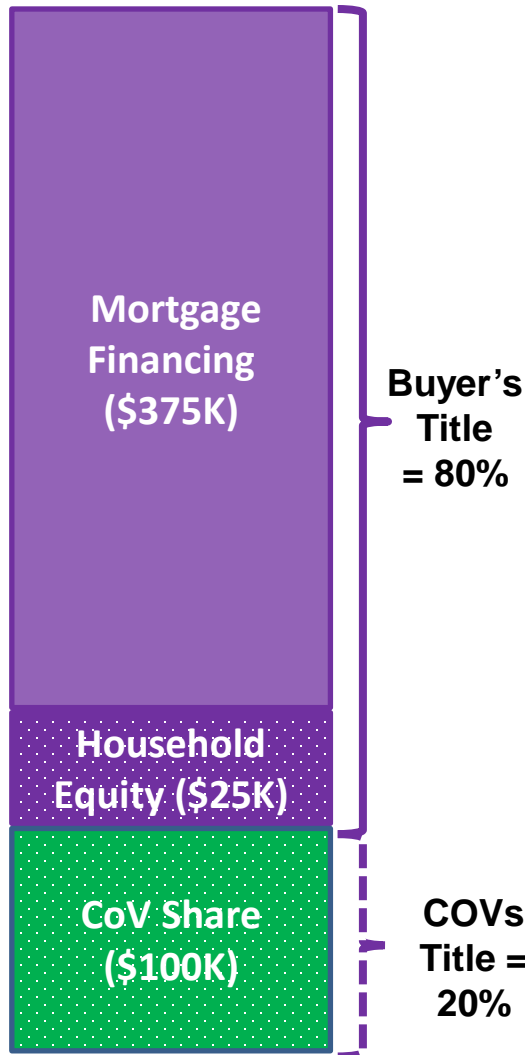 Mortgage
Financing
($375K)
Buyer’s
Title
= 80%
Household
Equity ($25K)
CoV Share
($100K)
COVs
Title =
20%